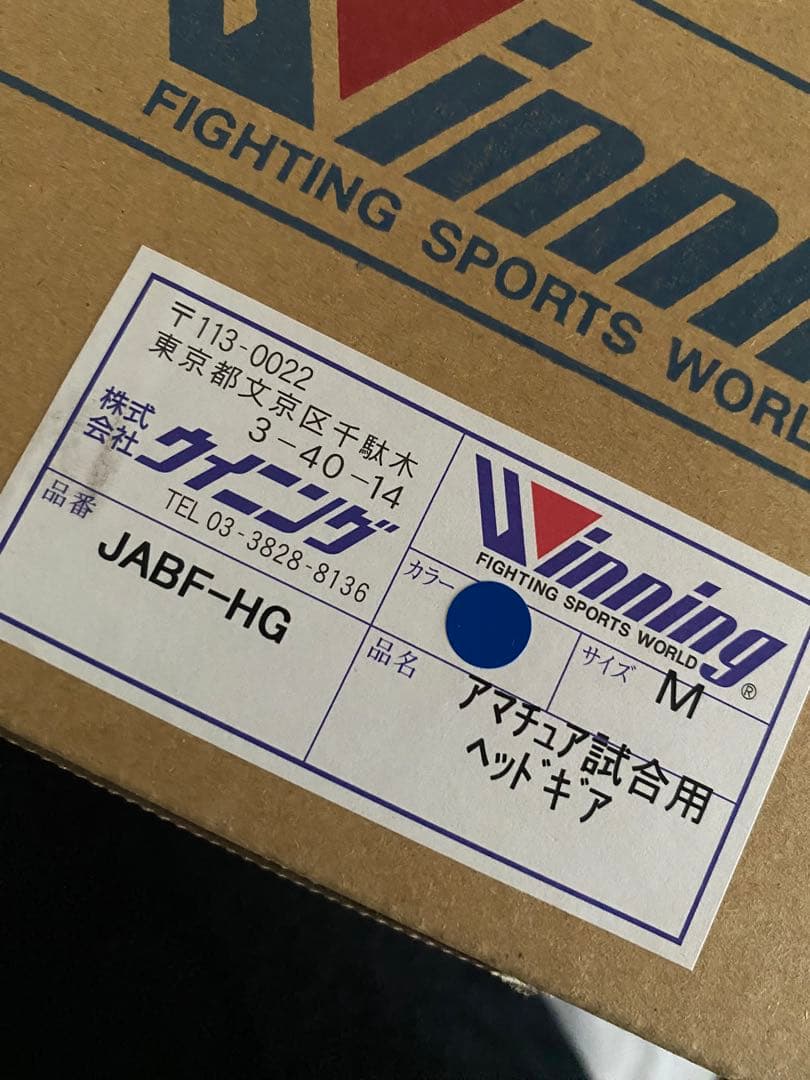 Winn
FIGHTING SPORTS WORL
〒113-0022
東京都文京区千駄木
3-40-14
株式会社 ウイニング
TEL 03-3828-8136
Winning®
FIGHTING SPORTS WORLD
品番
JABF-HG
カラー
サイズ
M
品名
アマチュア試合用
ヘッドギア